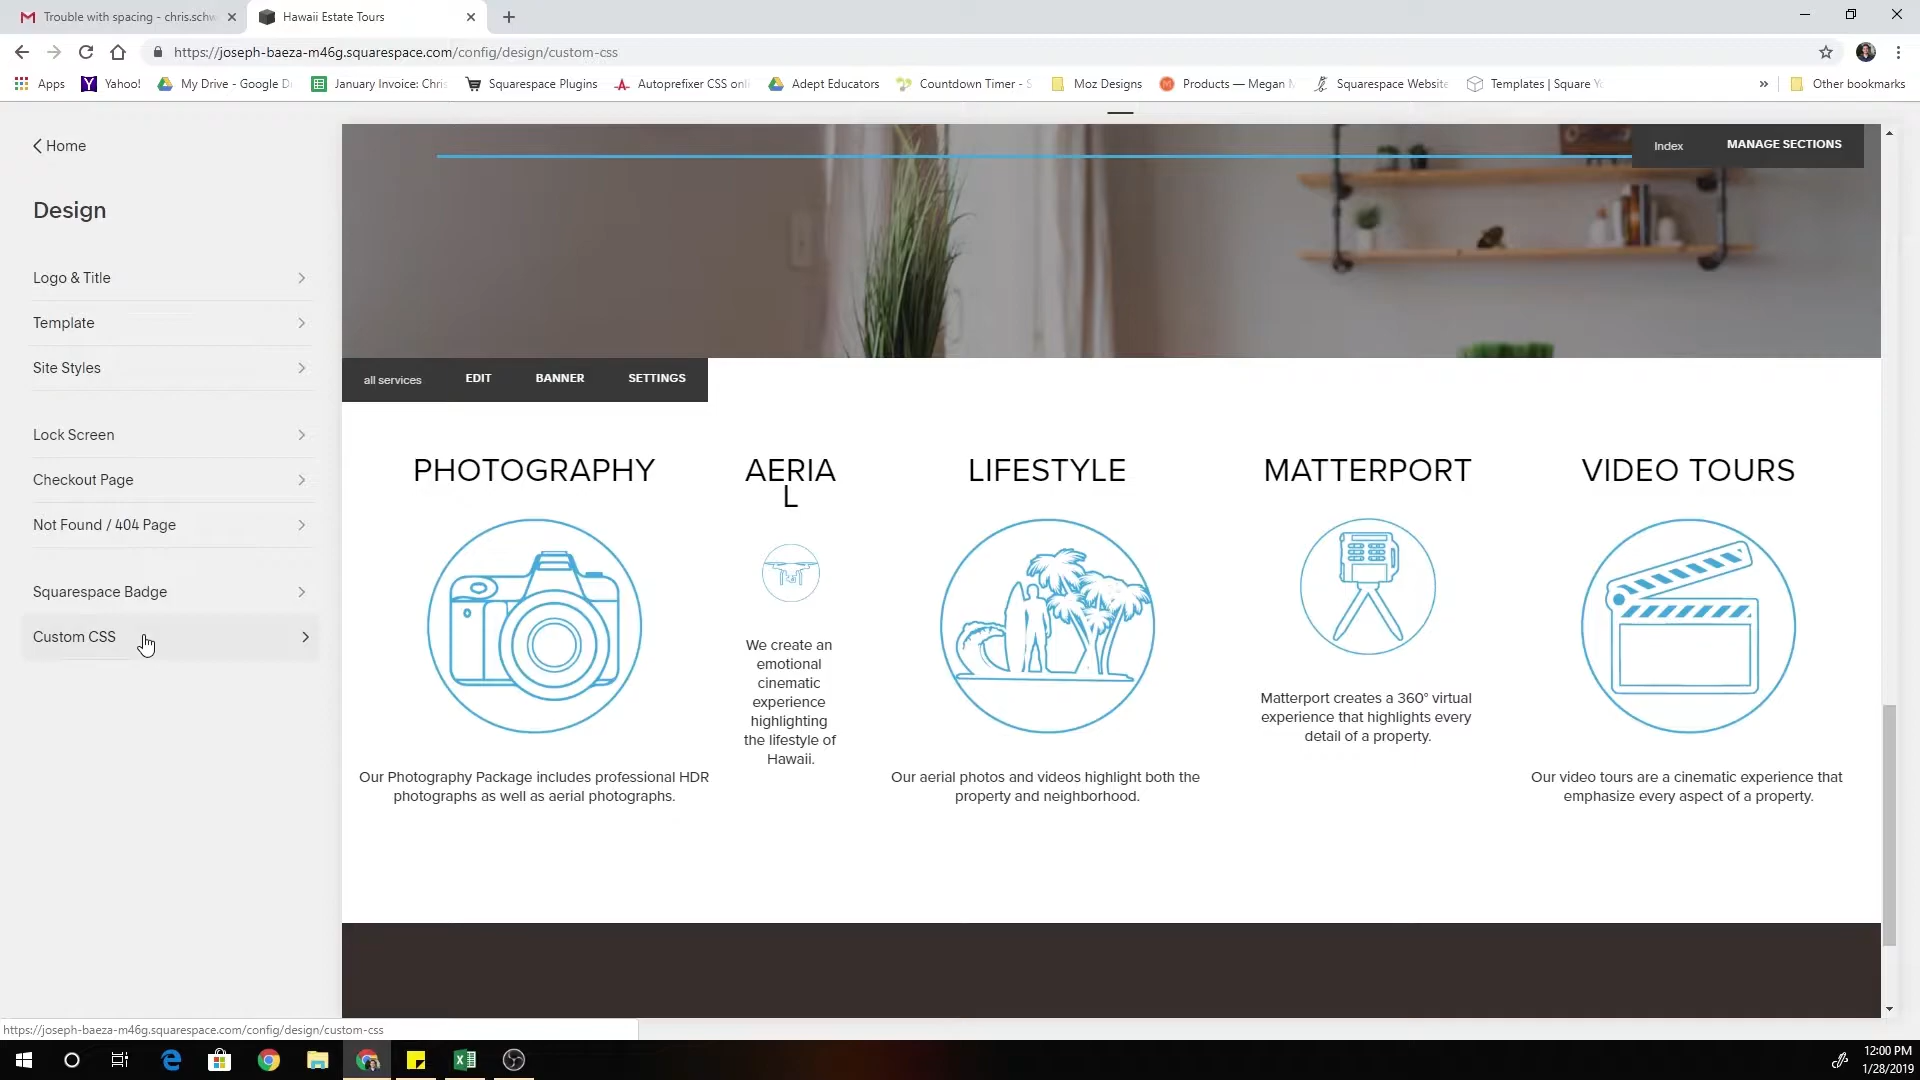 Trouble with spacing - chris.schw
Hawaii Estate Tours
https://joseph-baeza-m46g.squarespace.com/config/design/custom-css
Apps
Yahoo!
My Drive - Google D
January Invoice: Chris
Squarespace Plugins
Autoprefixer CSS onli
Adept Educators
Countdown Timer - S
Moz Designs
Products — Megan M
Squarespace Website
Templates | Square Yo
»
Other bookmarks
Home
Design
Logo & Title
Template
Site Styles
Lock Screen
Checkout Page
Not Found / 404 Page
Squarespace Badge
Custom CSS
Index
MANAGE SECTIONS
all services
EDIT
BANNER
SETTINGS
PHOTOGRAPHY
Our Photography Package includes professional HDR
photographs as well as aerial photographs.
AERIA
L
We create an
emotional
cinematic
experience
highlighting
the lifestyle of
Hawaii.
LIFESTYLE
Our aerial photos and videos highlight both the
property and neighborhood.
MATTERPORT
Matterport creates a 360° virtual
experience that highlights every
detail of a property.
VIDEO TOURS
Our video tours are a cinematic experience that
emphasize every aspect of a property.
https://joseph-baeza-m46g.squarespace.com/config/design/custom-css
12:00 PM
1/28/2019